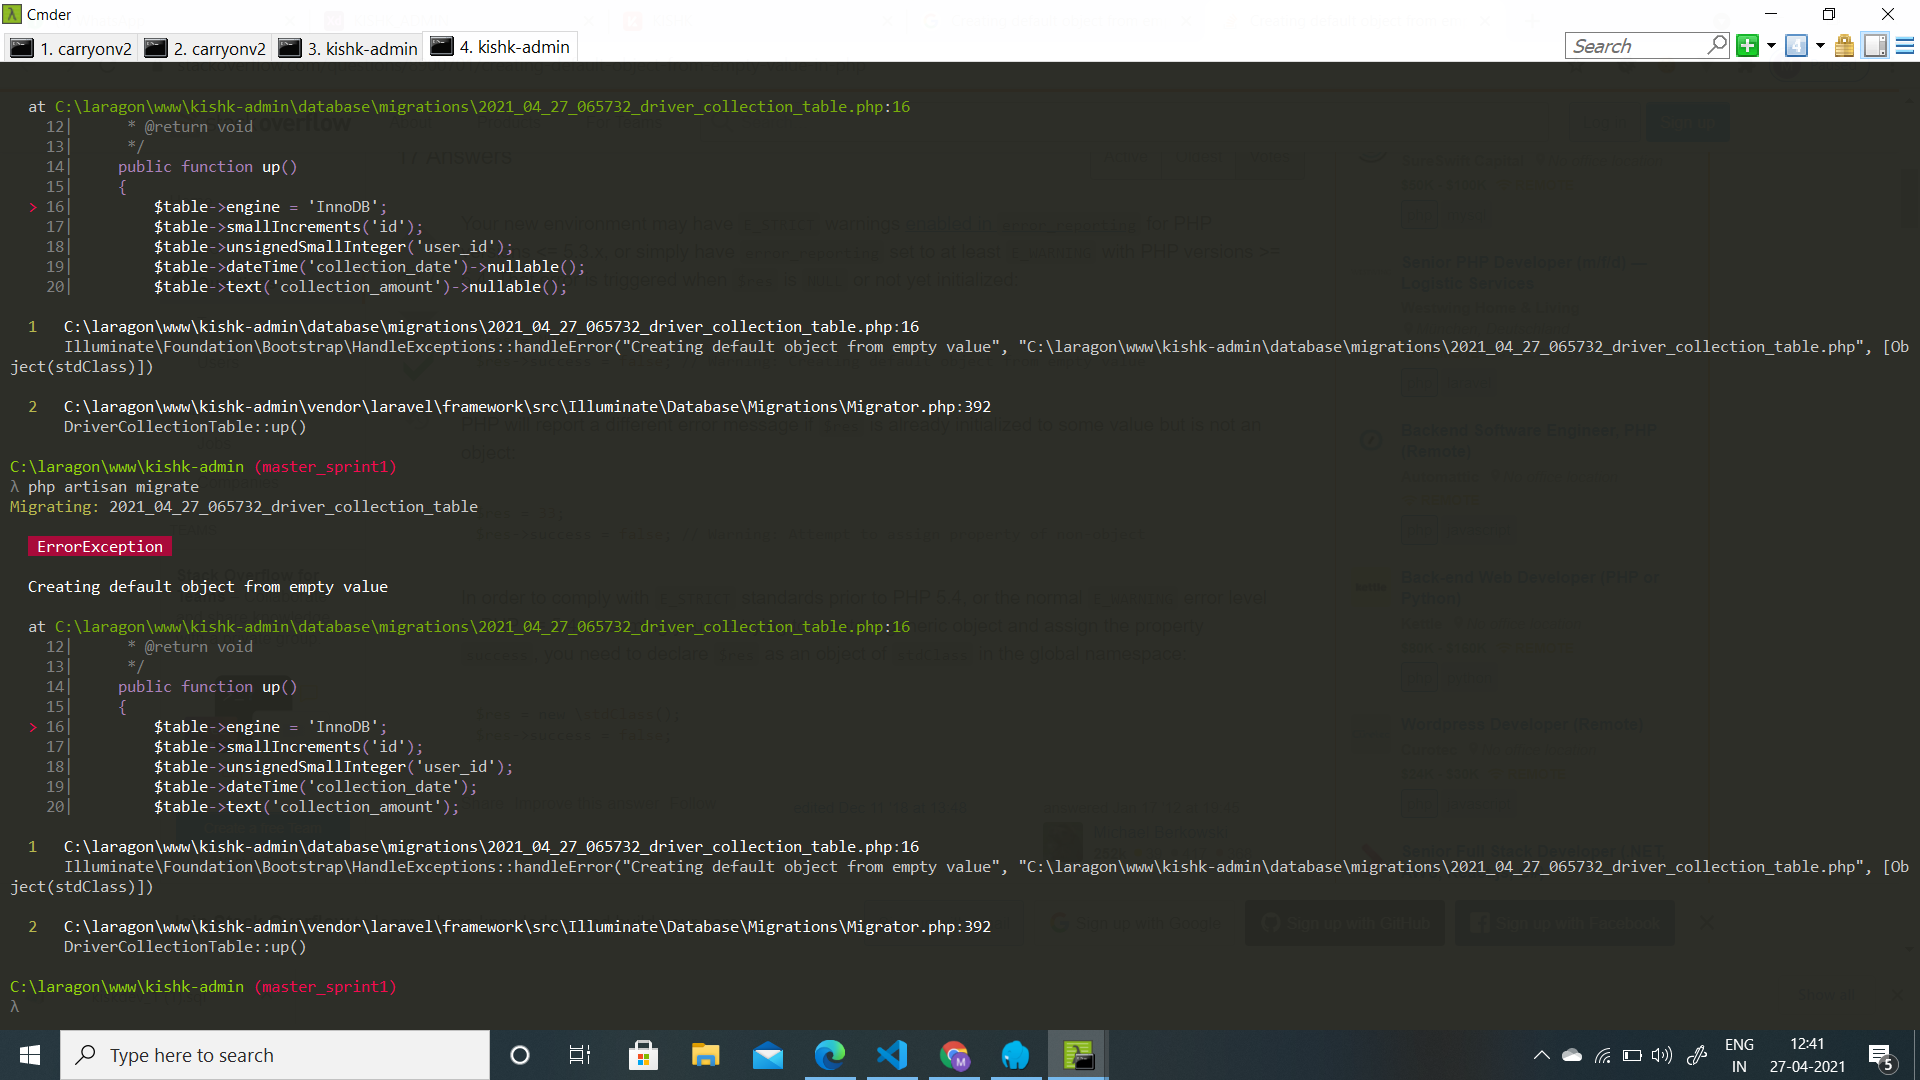 Cmder
1. carryonv2
2. carryonv2
3. kishk-admin
4. kishk-admin
Search
at C:\laragon\www\kishk-admin\database\migrations\2021_04_27_065732_driver_collection_table.php:16
12| * @return void
13| */
14| public function up()
15| {
> 16| $table->engine = 'InnoDB';
17| $table->smallIncrements('id');
18| $table->unsignedSmallInteger('user_id');
19| $table->dateTime('collection_date')->nullable();
20| $table->text('collection_amount')->nullable();
1 C:\laragon\www\kishk-admin\database\migrations\2021_04_27_065732_driver_collection_table.php:16
Illuminate\Foundation\Bootstrap\HandleExceptions::handleError("Creating default object from empty value", "C:\laragon\www\kishk-admin\database\migrations\2021_04_27_065732_driver_collection_table.php", [Ob
ject(stdClass)])
2 C:\laragon\www\kishk-admin\vendor\laravel\framework\src\Illuminate\Database\Migrations\Migrator.php:392
DriverCollectionTable::up()
C:\laragon\www\kishk-admin (master_sprint1)
λ php artisan migrate
Migrating: 2021_04_27_065732_driver_collection_table
ErrorException
Creating default object from empty value
at C:\laragon\www\kishk-admin\database\migrations\2021_04_27_065732_driver_collection_table.php:16
12| * @return void
13| */
14| public function up()
15| {
> 16| $table->engine = 'InnoDB';
17| $table->smallIncrements('id');
18| $table->unsignedSmallInteger('user_id');
19| $table->dateTime('collection_date');
20| $table->text('collection_amount');
1 C:\laragon\www\kishk-admin\database\migrations\2021_04_27_065732_driver_collection_table.php:16
Illuminate\Foundation\Bootstrap\HandleExceptions::handleError("Creating default object from empty value", "C:\laragon\www\kishk-admin\database\migrations\2021_04_27_065732_driver_collection_table.php", [Ob
ject(stdClass)])
2 C:\laragon\www\kishk-admin\vendor\laravel\framework\src\Illuminate\Database\Migrations\Migrator.php:392
DriverCollectionTable::up()
C:\laragon\www\kishk-admin (master_sprint1)
λ
Type here to search
ENG
IN
12:41
27-04-2021
5